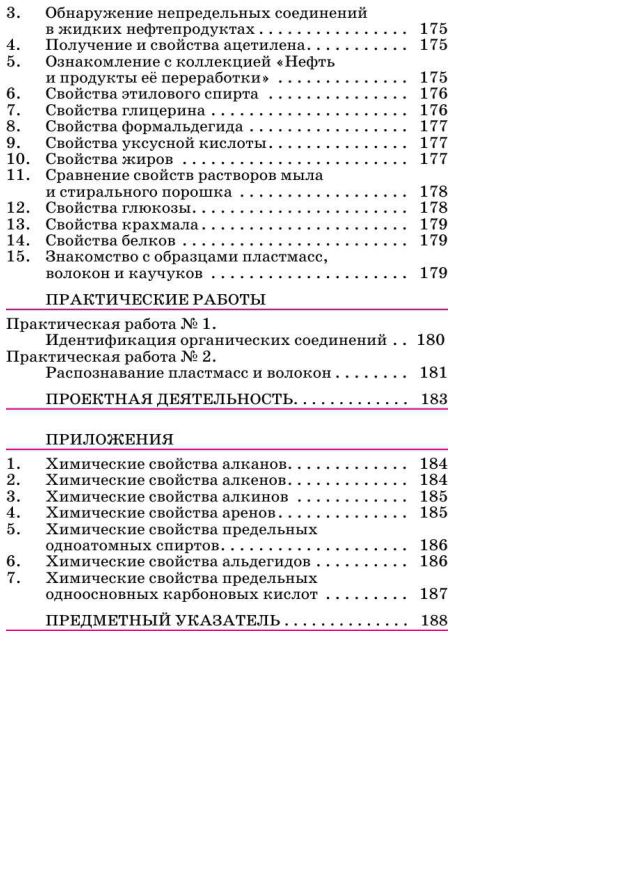 3. Обнаружение непредельных соединений
в жидких нефтепродуктах . . . . . . . . . . . . . . . . 175
4. Получение и свойства ацетилена. . . . . . . . . . . 175
5. Ознакомление с коллекцией «Нефть
и продукты её переработки» . . . . . . . . . . . . . . 175
6. Свойства этилового спирта . . . . . . . . . . . . . . . 176
7. Свойства глицерина . . . . . . . . . . . . . . . . . . . . 176
8. Свойства формальдегида . . . . . . . . . . . . . . . . 177
9. Свойства уксусной кислоты. . . . . . . . . . . . . . . 177
10. Свойства жиров . . . . . . . . . . . . . . . . . . . . . . 177
11. Сравнение свойств растворов мыла
и стирального порошка . . . . . . . . . . . . . . . . . 178
12. Свойства глюкозы. . . . . . . . . . . . . . . . . . . . . 178
13. Свойства крахмала . . . . . . . . . . . . . . . . . . . . 179
14. Свойства белков . . . . . . . . . . . . . . . . . . . . . . 179
15. Знакомство с образцами пластмасс,
волокон и каучуков . . . . . . . . . . . . . . . . . . . 179
ПРАКТИЧЕСКИЕ РАБОТЫ
Практическая работа № 1.
Идентификация органических соединений . . 180
Практическая работа № 2.
Распознавание пластмасс и волокон . . . . . . . . 181
ПРОЕКТНАЯ ДЕЯТЕЛЬНОСТЬ. . . . . . . . . . . . . 183
ПРИЛОЖЕНИЯ
1. Химические свойства алканов. . . . . . . . . . . . . 184
2. Химические свойства алкенов. . . . . . . . . . . . . 184
3. Химические свойства алкинов . . . . . . . . . . . . 185
4. Химические свойства аренов . . . . . . . . . . . . . . 185
5. Химические свойства предельных
одноатомных спиртов. . . . . . . . . . . . . . . . . . . 186
6. Химические свойства альдегидов . . . . . . . . . . 186
7. Химические свойства предельных
одноосновных карбоновых кислот . . . . . . . . . 187
ПРЕДМЕТНЫЙ УКАЗАТЕЛЬ . . . . . . . . . . . . . . 188